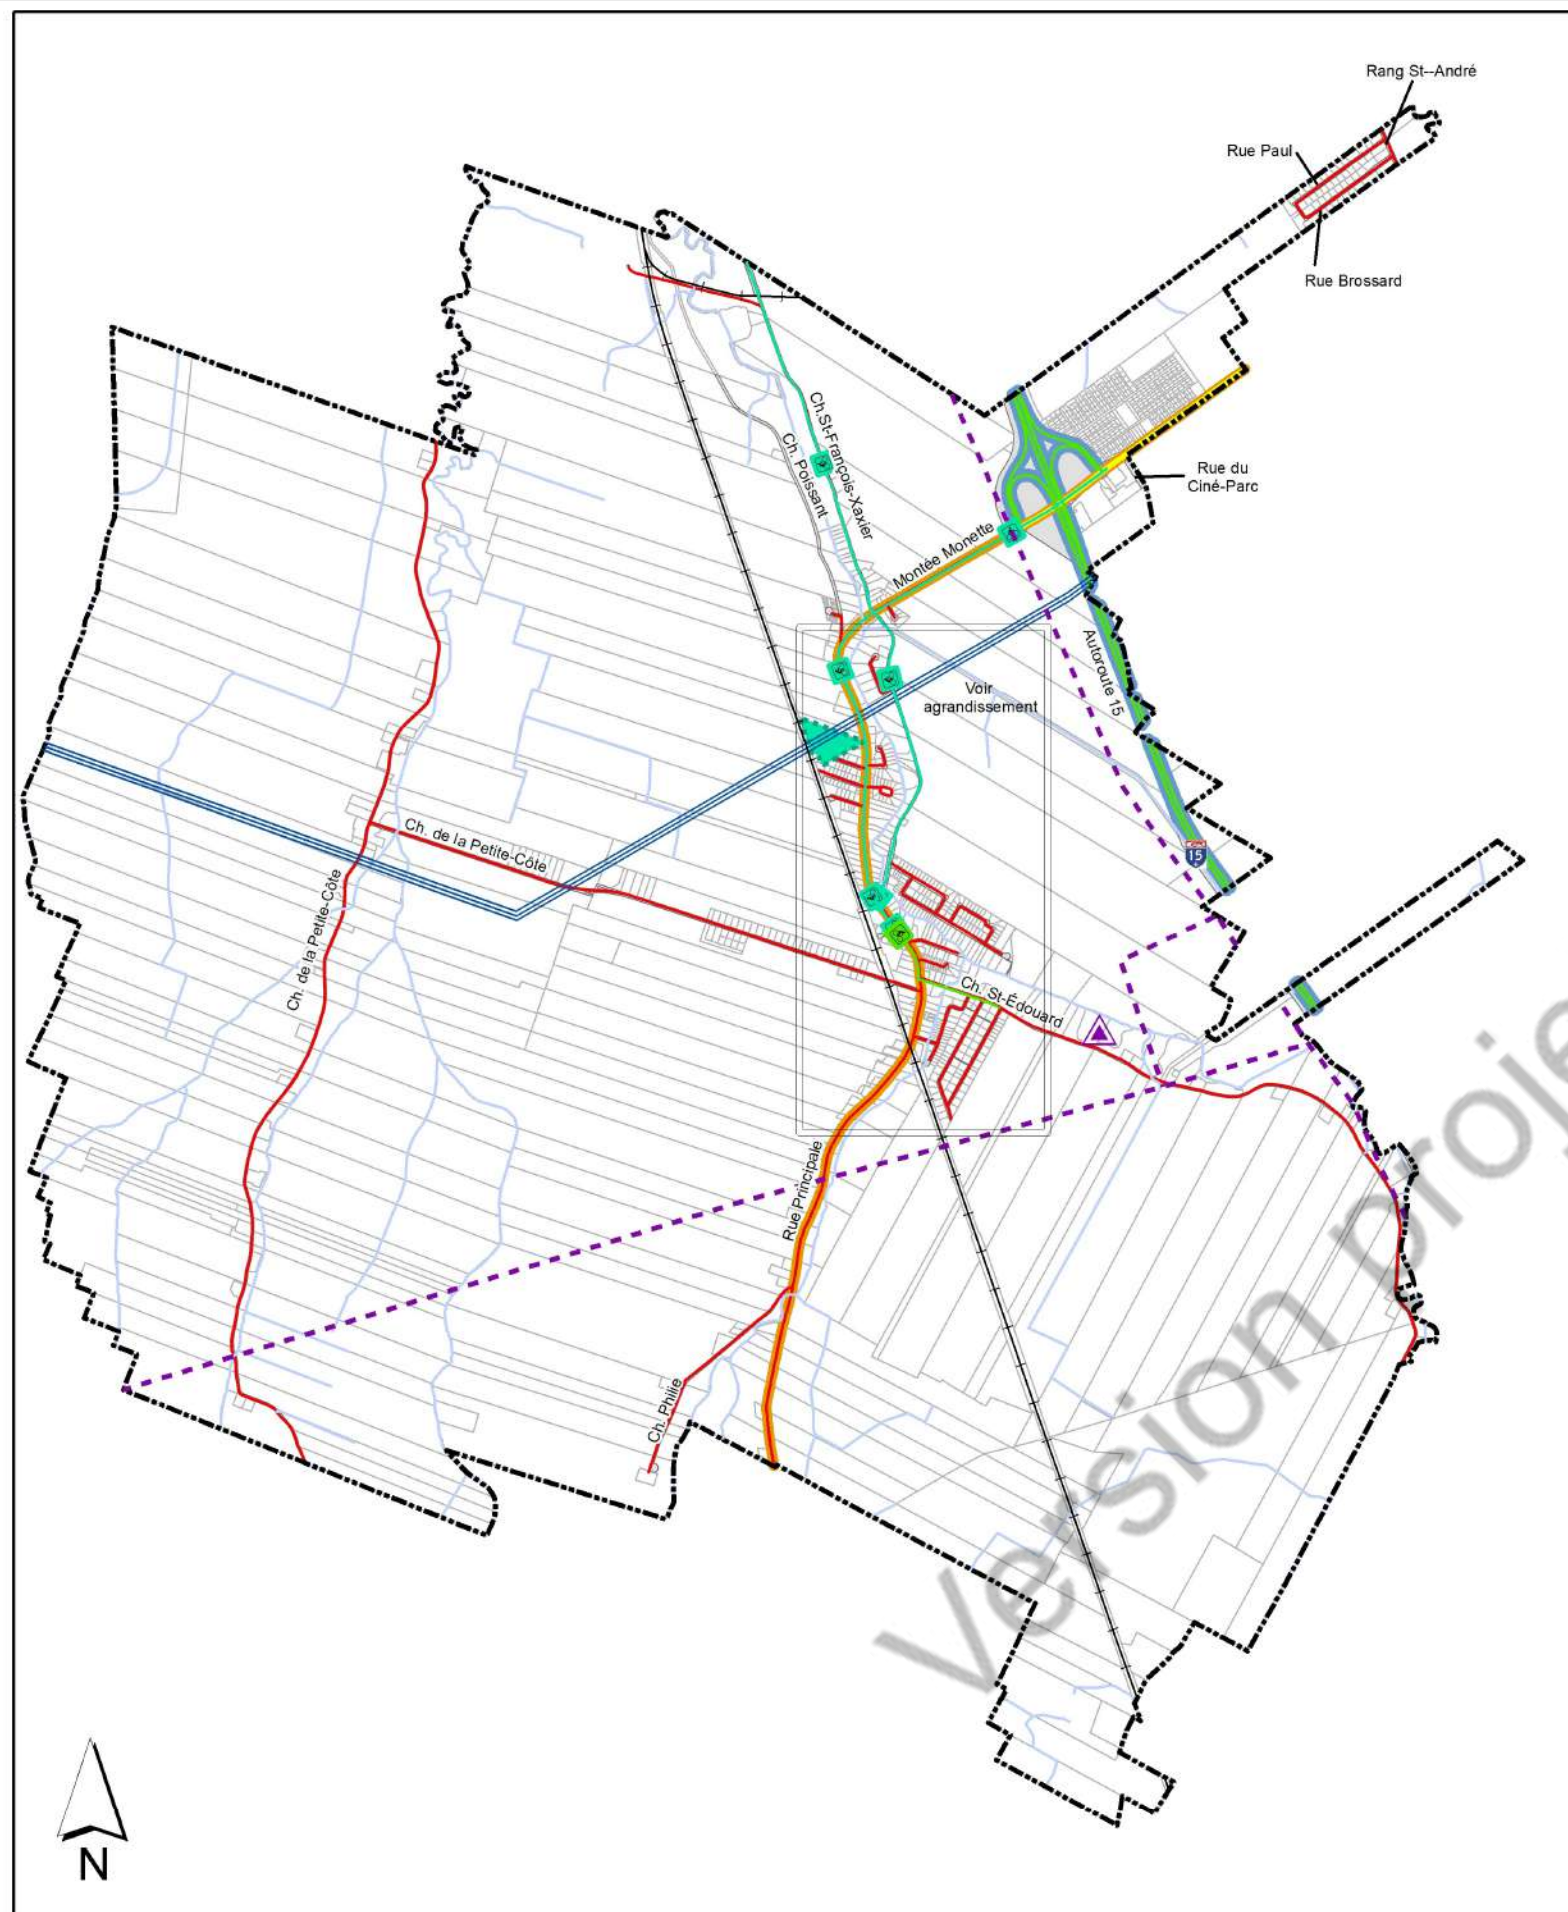 Rang St--André
Rue Paul
Rue Brossard
Ch.St-François-Xaxier
Ch. Poissant
Rue du
Ciné-Parc
Montée Monette
Autoroute 15
Voir
agrandissement
15
Ch. de la Petite-Côte
Ch. de la Petite-Côte
Ch. St-Édouard
Rue Principale
Ch. Philie
Version proje
N